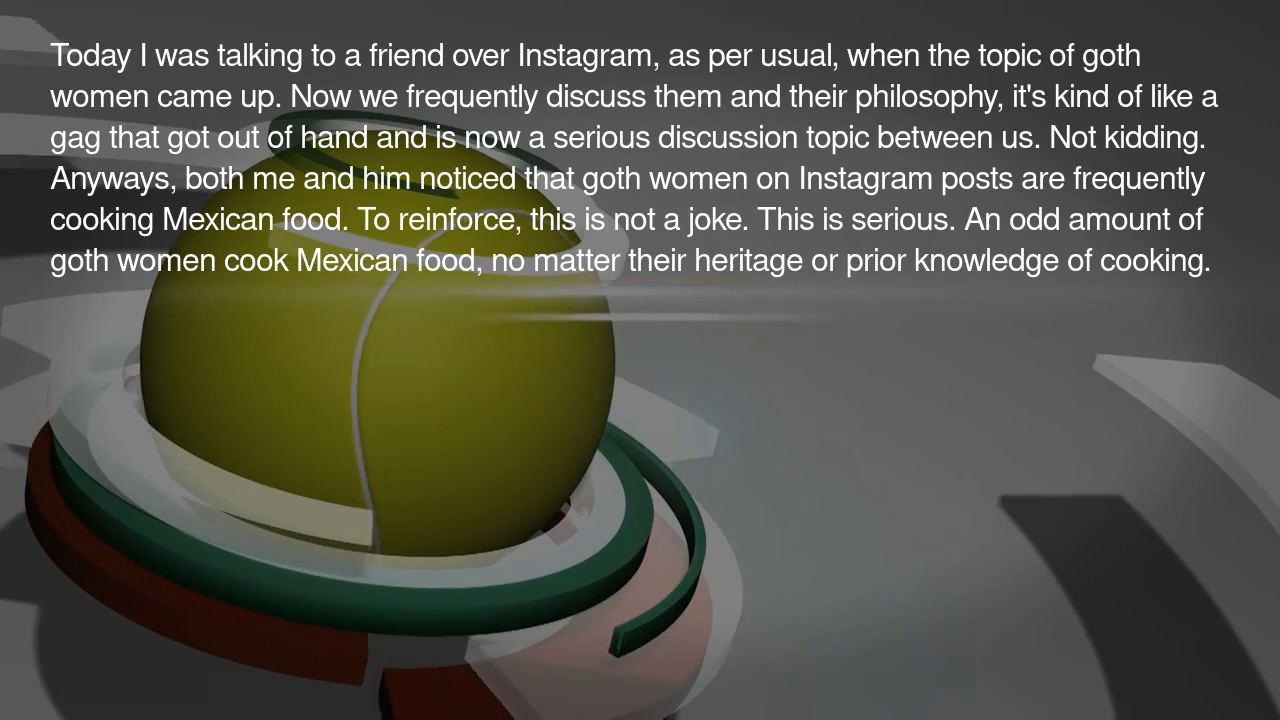 Today I was talking to a friend over Instagram, as per usual, when the topic of goth
women came up. Now we frequently discuss them and their philosophy, it's kind of like a
gag that got out of hand and is now a serious discussion topic between us. Not kidding.
Anyways, both me and him noticed that goth women on Instagram posts are frequently
cooking Mexican food. To reinforce, this is not a joke. This is serious. An odd amount of
goth women cook Mexican food, no matter their heritage or prior knowledge of cooking.